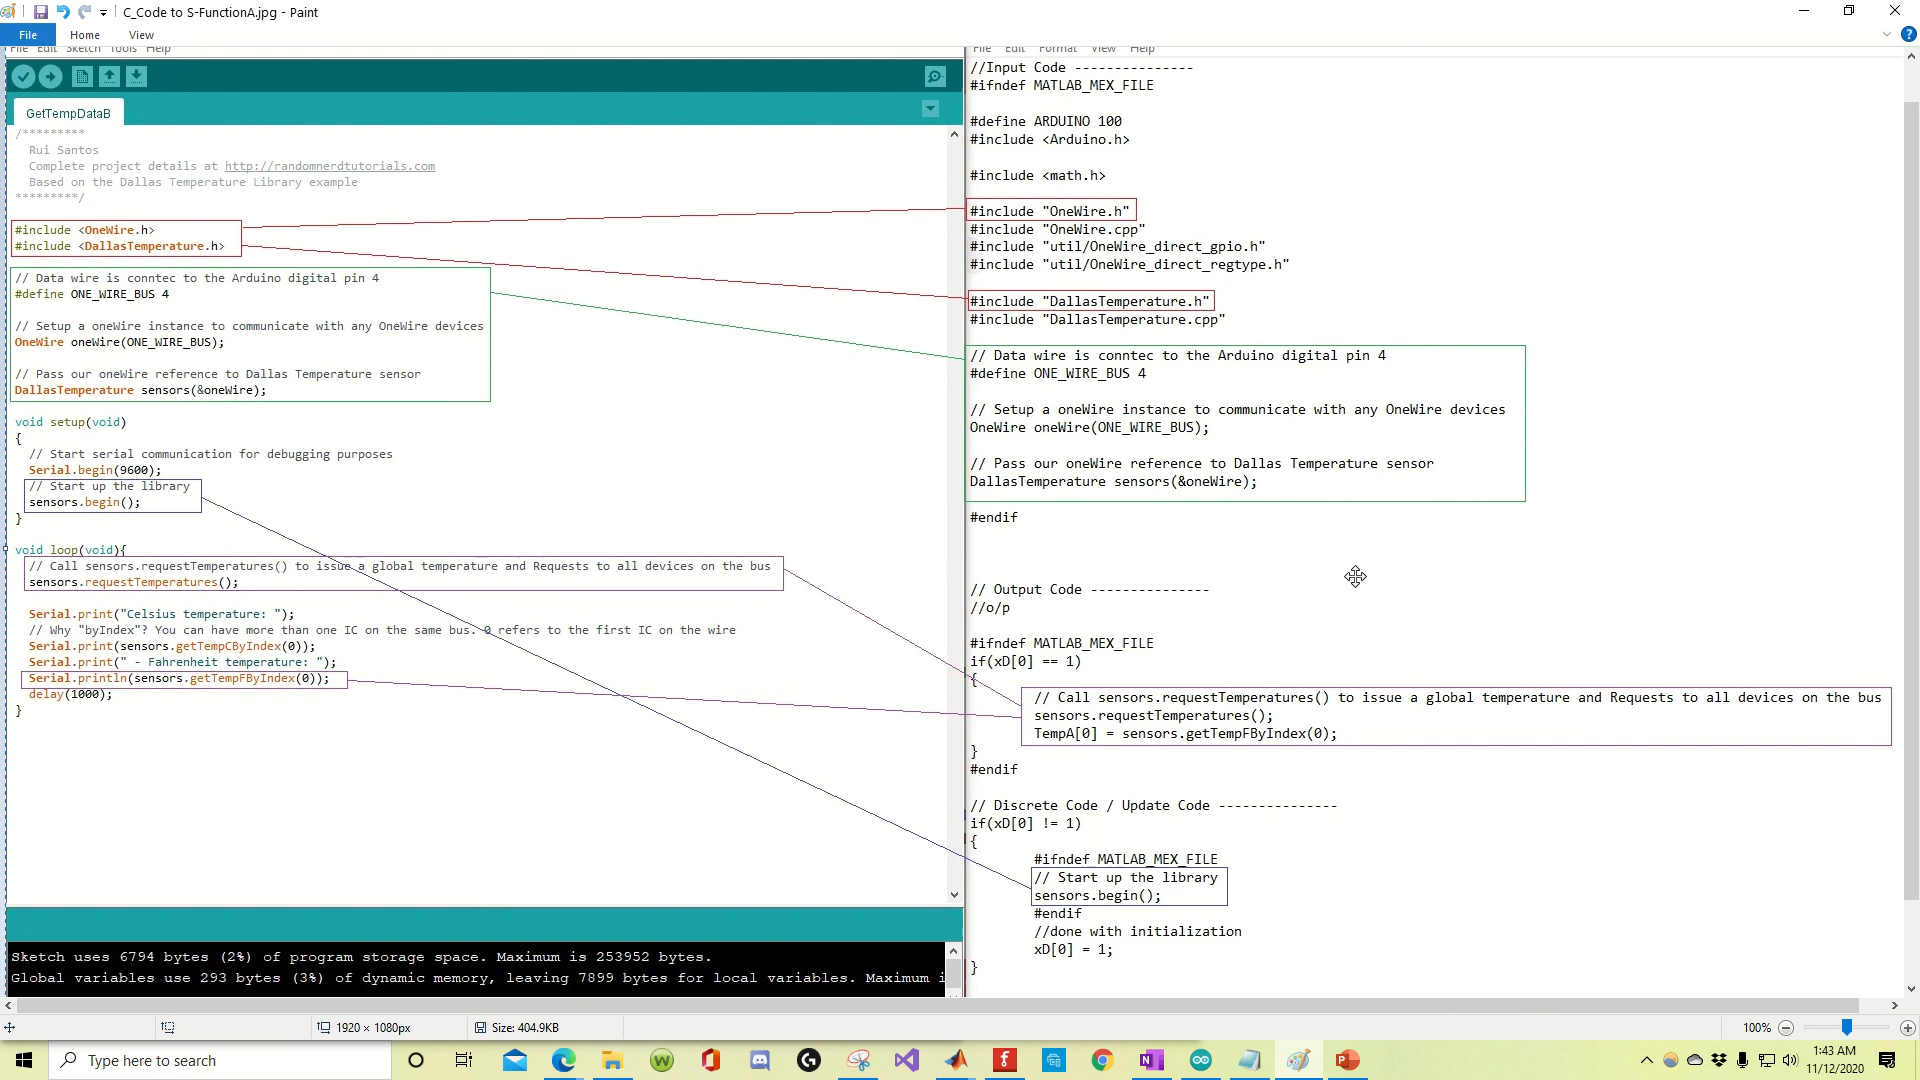 C_Code to S-FunctionA.jpg - Paint
File Home View
File Edit Sketch Tools Help
GetTempDataB
/*********
Rui Santos
Complete project details at http://randomnerdtutorials.com
Based on the Dallas Temperature Library example
*********/
#include <OneWire.h>
#include <DallasTemperature.h>
// Data wire is conntec to the Arduino digital pin 4
#define ONE_WIRE_BUS 4
// Setup a oneWire instance to communicate with any OneWire devices
OneWire oneWire(ONE_WIRE_BUS);
// Pass our oneWire reference to Dallas Temperature sensor
DallasTemperature sensors(&oneWire);
void setup(void)
{
// Start serial communication for debugging purposes
Serial.begin(9600);
// Start up the library
sensors.begin();
}
void loop(void){
// Call sensors.requestTemperatures() to issue a global temperature and Requests to all devices on the bus
sensors.requestTemperatures();
Serial.print("Celsius temperature: ");
// Why "byIndex"? You can have more than one IC on the same bus. 0 refers to the first IC on the wire
Serial.print(sensors.getTempCByIndex(0));
Serial.print(" - Fahrenheit temperature: ");
Serial.println(sensors.getTempFByIndex(0));
delay(1000);
}
Sketch uses 6794 bytes (2%) of program storage space. Maximum is 253952 bytes.
Global variables use 293 bytes (3%) of dynamic memory, leaving 7899 bytes for local variables. Maximum i
File Edit Format View Help
//Input Code ---------------
#ifndef MATLAB_MEX_FILE
#define ARDUINO 100
#include <Arduino.h>
#include <math.h>
#include "OneWire.h"
#include "OneWire.cpp"
#include "util/OneWire_direct_gpio.h"
#include "util/OneWire_direct_regtype.h"
#include "DallasTemperature.h"
#include "DallasTemperature.cpp"
// Data wire is conntec to the Arduino digital pin 4
#define ONE_WIRE_BUS 4
// Setup a oneWire instance to communicate with any OneWire devices
OneWire oneWire(ONE_WIRE_BUS);
// Pass our oneWire reference to Dallas Temperature sensor
DallasTemperature sensors(&oneWire);
#endif
// Output Code ---------------
//o/p
#ifndef MATLAB_MEX_FILE
if(xD[0] == 1)
{
// Call sensors.requestTemperatures() to issue a global temperature and Requests to all devices on the bus
sensors.requestTemperatures();
TempA[0] = sensors.getTempFByIndex(0);
}
#endif
// Discrete Code / Update Code ---------------
if(xD[0] != 1)
{
#ifndef MATLAB_MEX_FILE
// Start up the library
sensors.begin();
#endif
//done with initialization
xD[0] = 1;
}
1920 × 1080px
Size: 404.9KB
100%
Type here to search
1:43 AM
11/12/2020